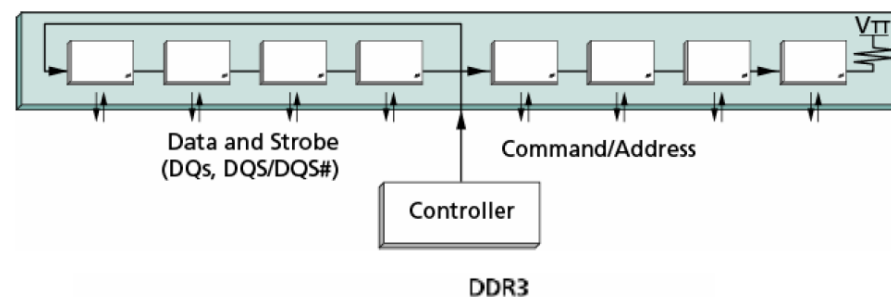 VTT
Data and Strobe
(DQs, DQS/DQS#)
Command/Address
Controller
DDR3